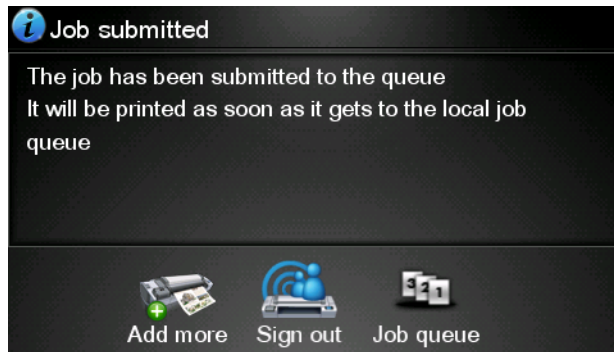 Job submitted
The job has been submitted to the queue
It will be printed as soon as it gets to the local job
queue
Add more Sign out Job queue